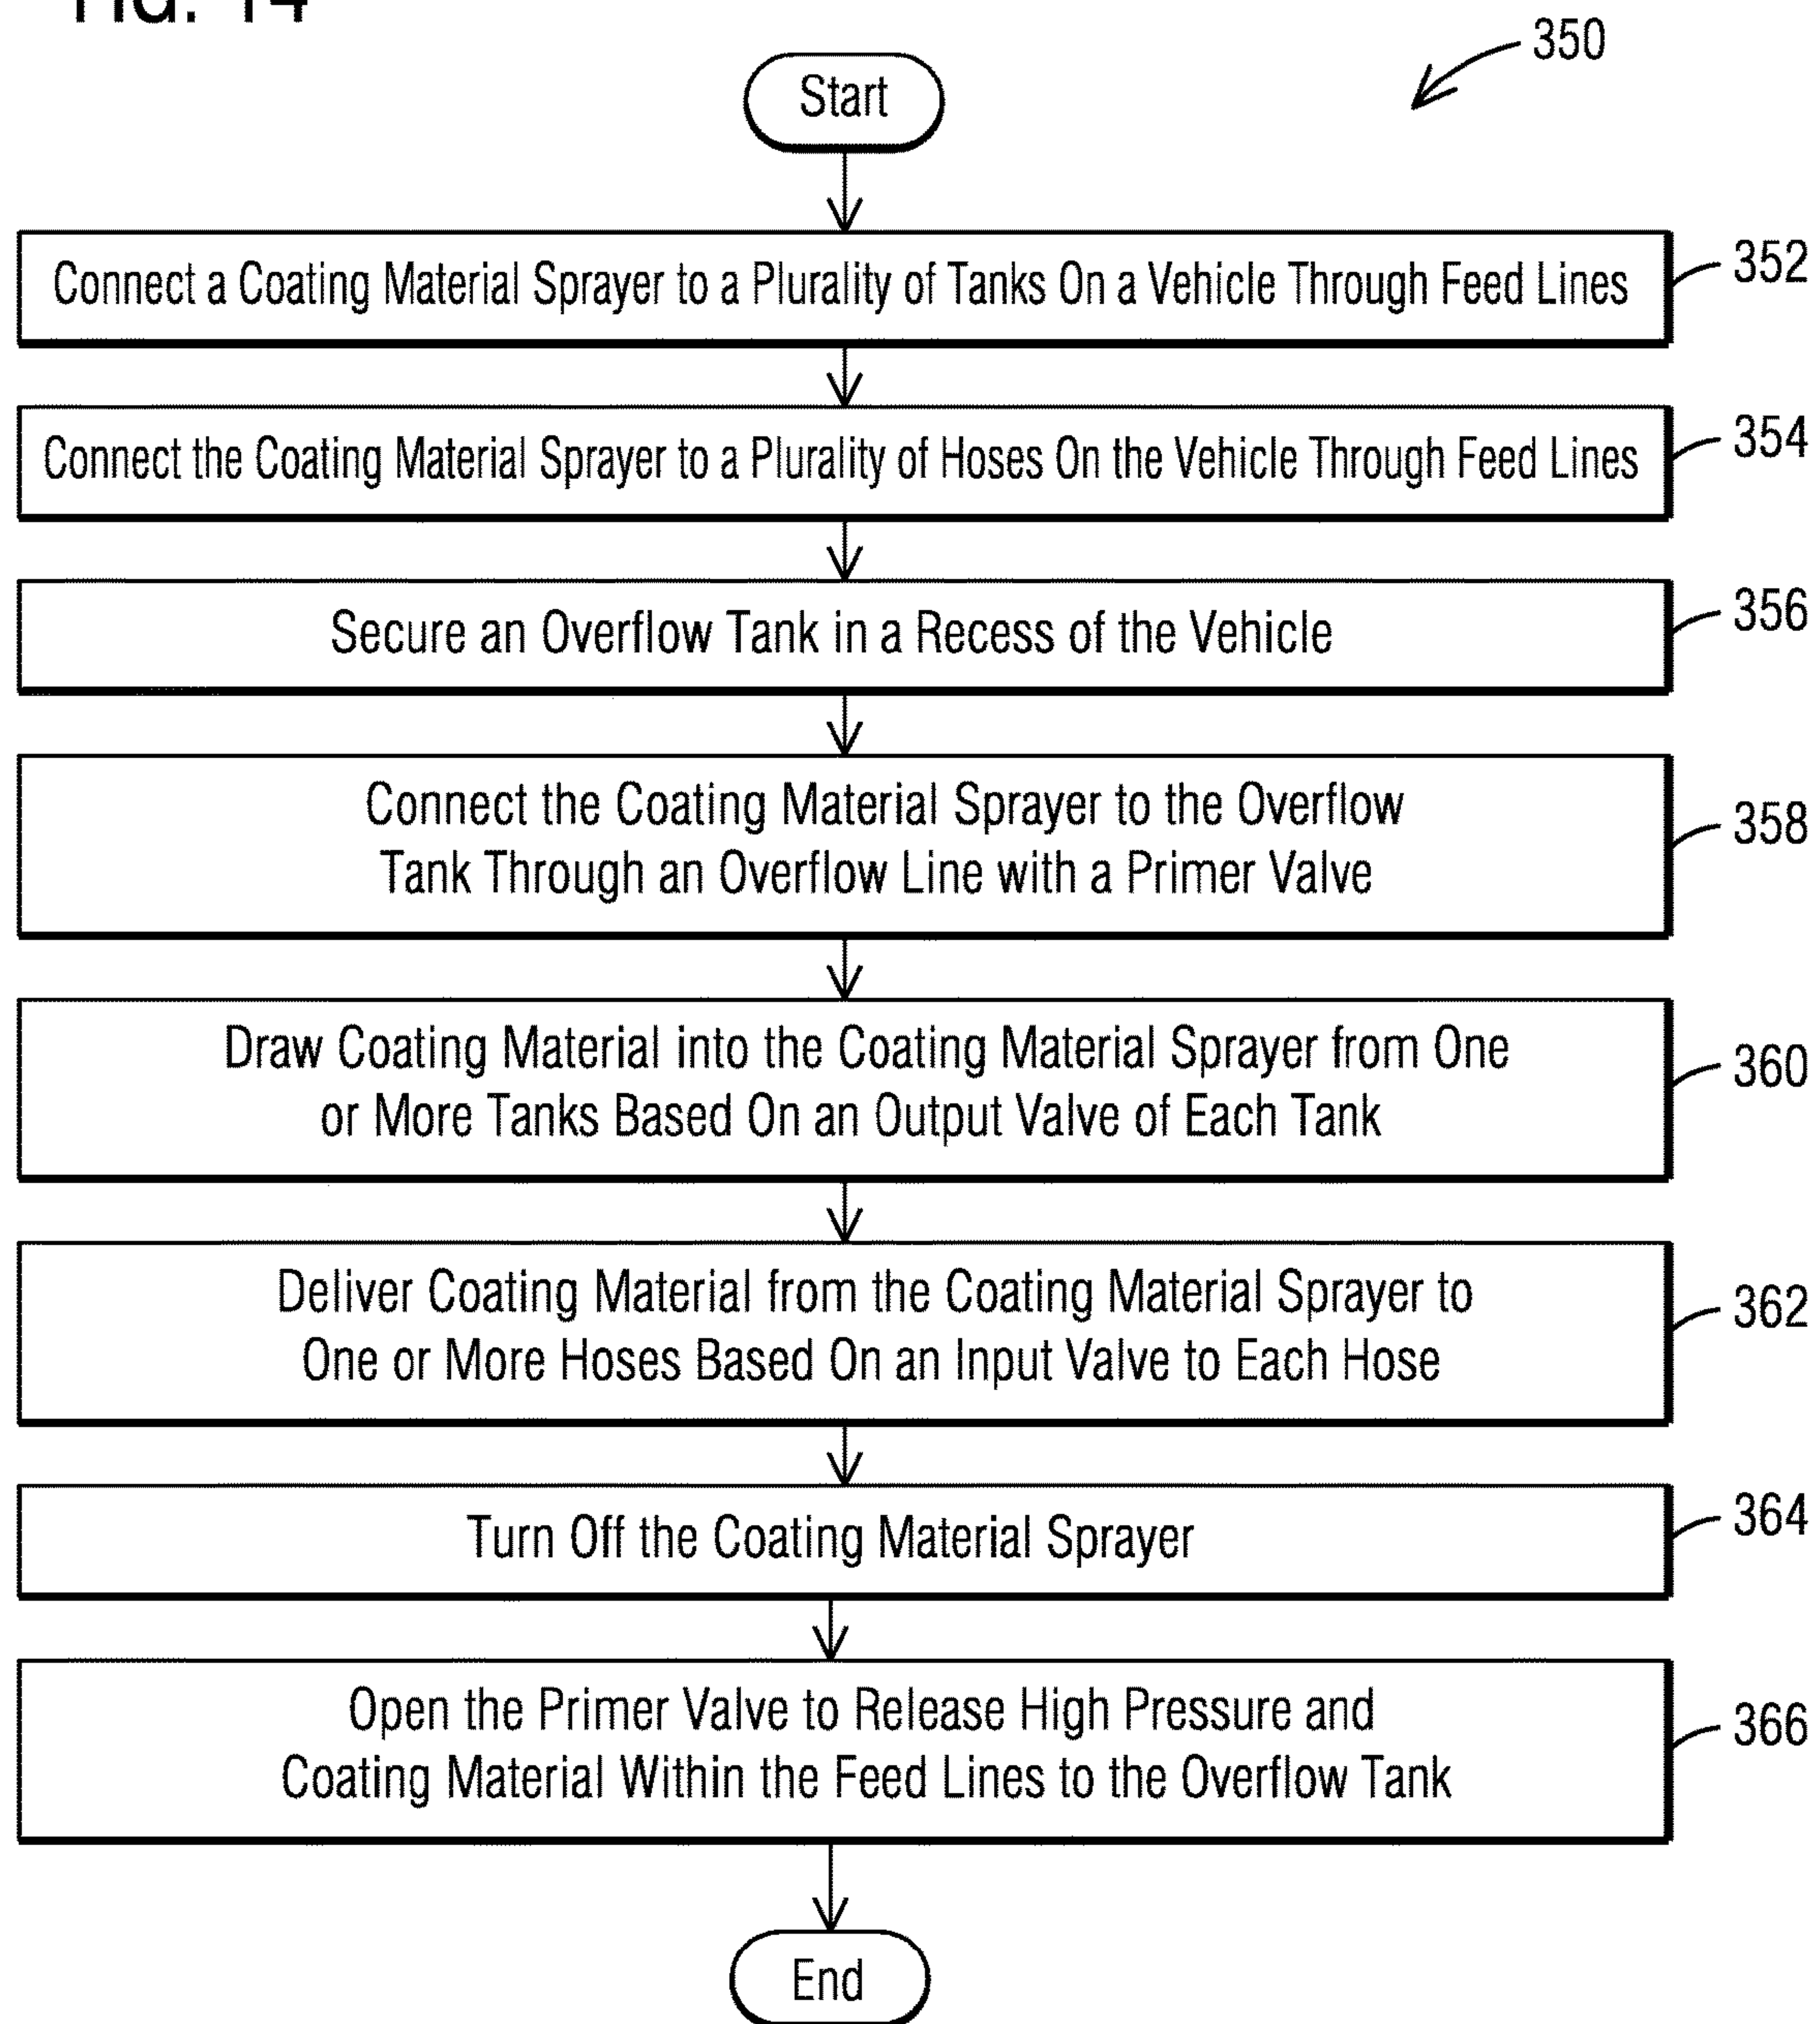 FIG. 14
350
Start
Connect a Coating Material Sprayer to a Plurality of Tanks On a Vehicle Through Feed Lines
352
Connect the Coating Material Sprayer to a Plurality of Hoses On the Vehicle Through Feed Lines
354
Secure an Overflow Tank in a Recess of the Vehicle
356
Connect the Coating Material Sprayer to the Overflow
Tank Through an Overflow Line with a Primer Valve
358
Draw Coating Material into the Coating Material Sprayer from One
or More Tanks Based On an Output Valve of Each Tank
360
Deliver Coating Material from the Coating Material Sprayer to
One or More Hoses Based On an Input Valve to Each Hose
362
Turn Off the Coating Material Sprayer
364
Open the Primer Valve to Release High Pressure and
Coating Material Within the Feed Lines to the Overflow Tank
366
End